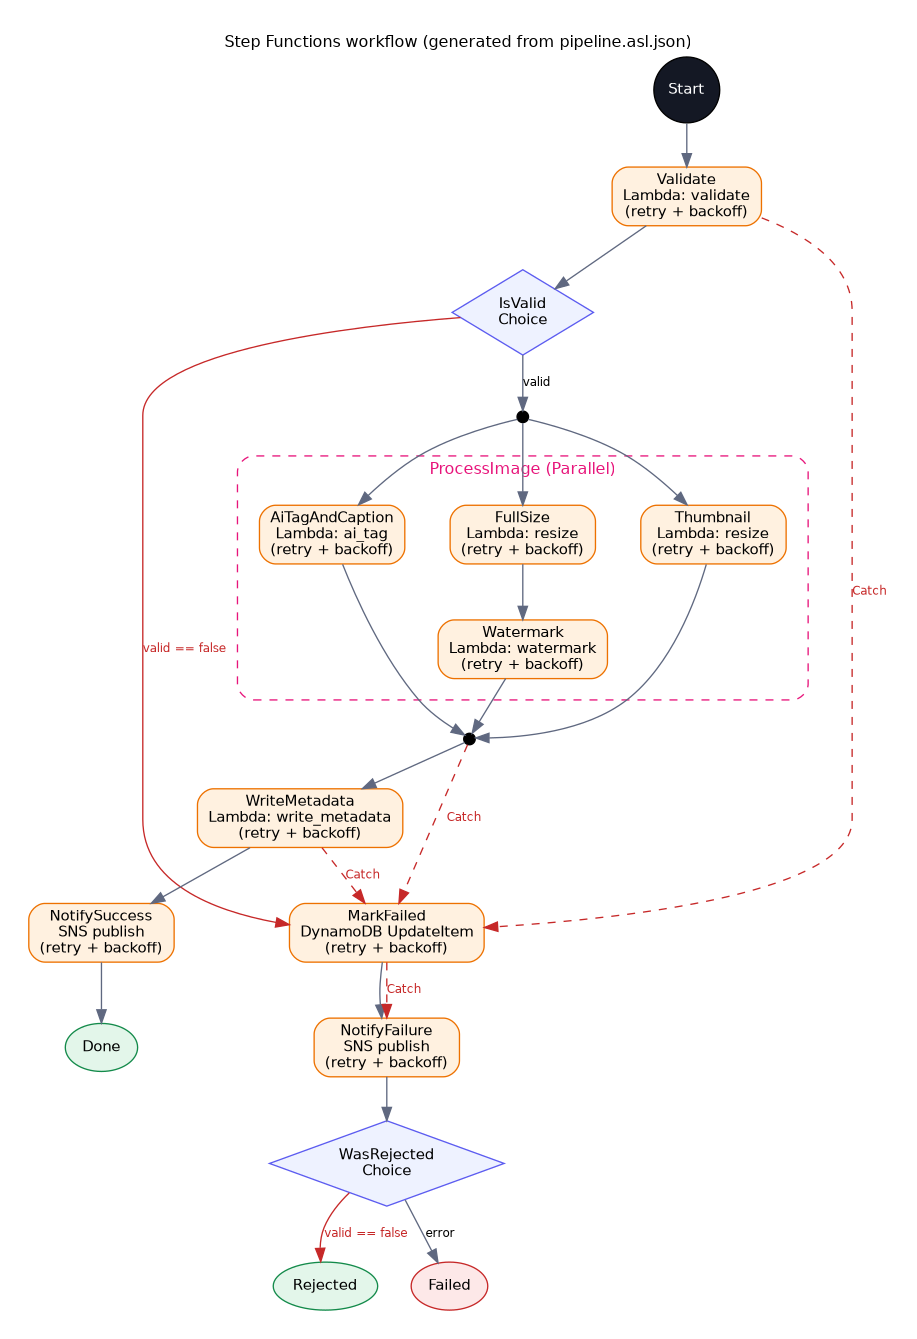 Step Functions workflow (generated from pipeline.asl.json)
Start
Validate
Lambda: validate
(retry + backoff)
IsValid
Choice
valid
ProcessImage (Parallel)
AiTagAndCaption
Lambda: ai_tag
(retry + backoff)
FullSize
Lambda: resize
(retry + backoff)
Thumbnail
Lambda: resize
(retry + backoff)
Catch
Watermark
Lambda: watermark
(retry + backoff)
valid == false
WriteMetadata
Lambda: write_metadata
(retry + backoff)
Catch
Catch
NotifySuccess
SNS publish
(retry + backoff)
MarkFailed
DynamoDB UpdateItem
(retry + backoff)
Catch
Done
NotifyFailure
SNS publish
(retry + backoff)
WasRejected
Choice
valid == false
error
Rejected
Failed